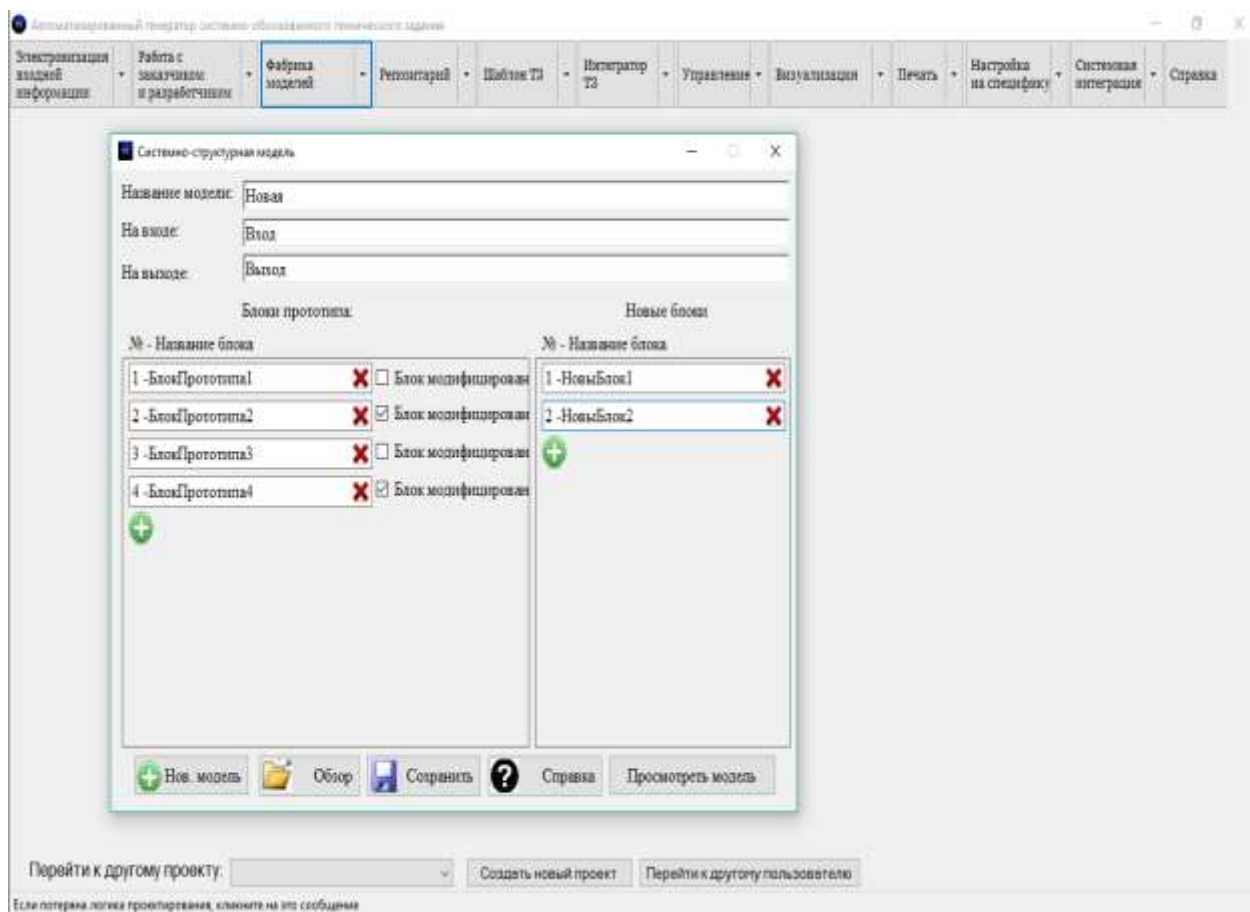 Автоматизированный генератор системно-обоснованного технического задания
Электронизация входной информации
Работа с заказчиком и разработчиком
Фабрика моделей
Репозитарий
Шаблон ТЗ
Интегратор ТЗ
Управление
Визуализация
Печать
Настройка на специфику
Системная интеграция
Справка
Системно-структурная модель
Название модели: Новая
На входе: Вход
На выходе: Выход
Блоки прототипа: Новые блоки
№ - Название блока № - Название блока
1 -БлокПрототипа1 Блок модифицирован 1 -НовыБлок1
2 -БлокПрототипа2 Блок модифицирован 2 -НовыБлок2
3 -БлокПрототипа3 Блок модифицирован
4 -БлокПрототипа4 Блок модифицирован
Нов. модель Обзор Сохранить ? Справка Просмотреть модель
Перейти к другому проекту: Создать новый проект Перейти к другому пользователю
Если потеряна логика проектирования, кликните на это сообщение